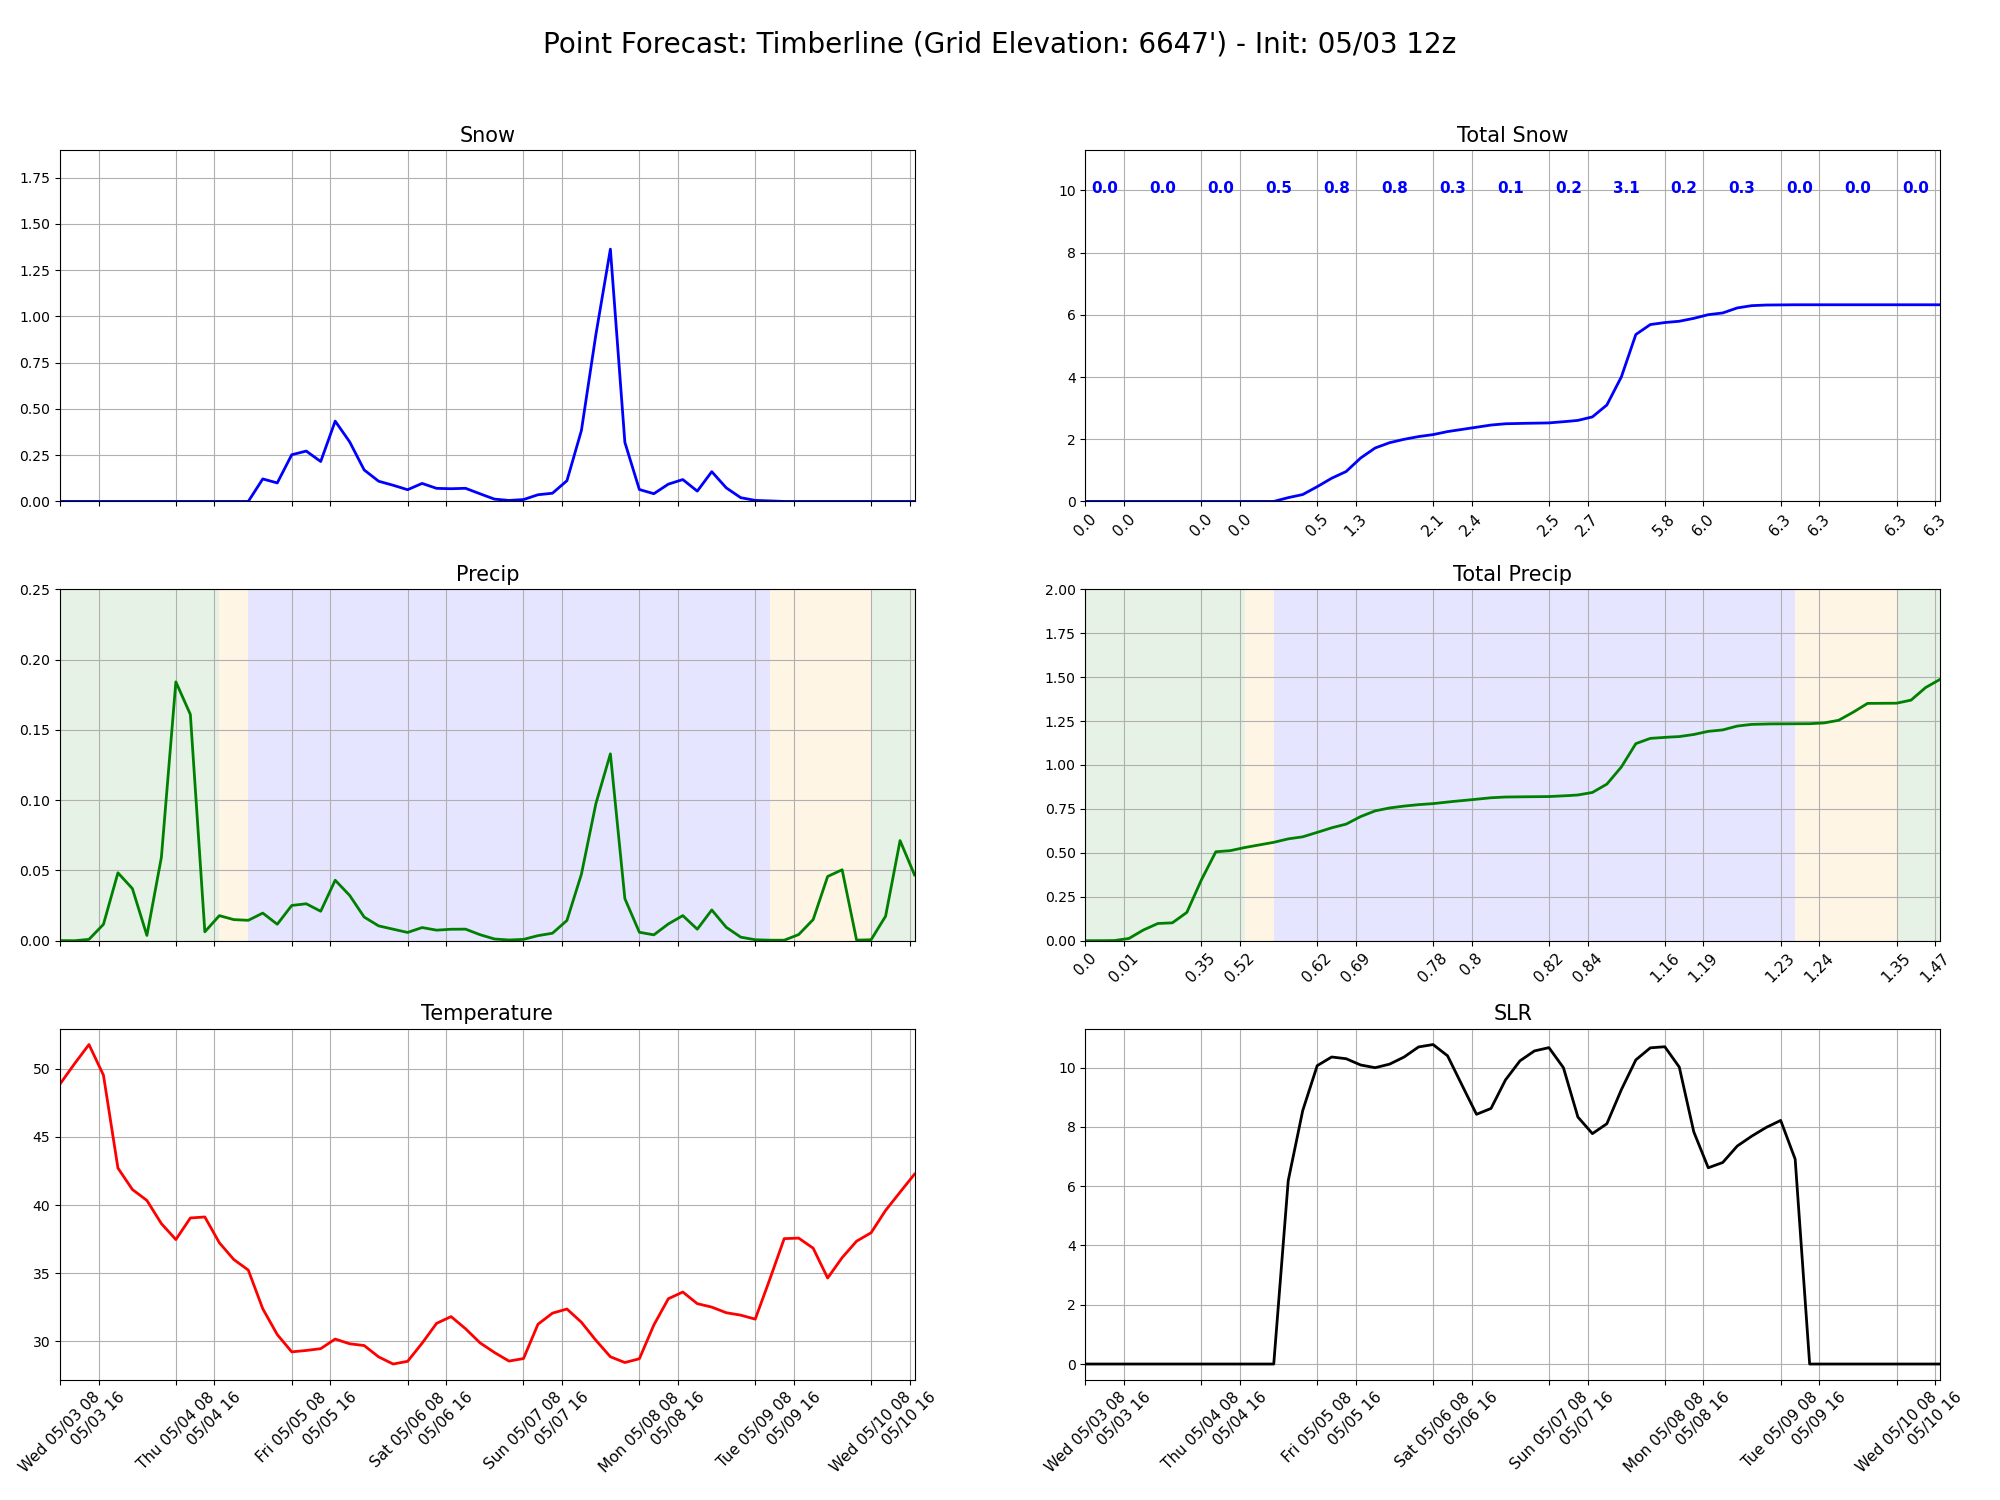 Point Forecast: Timberline (Grid Elevation: 6647') - Init: 05/03 12z
Snow
1.75
1.50
1.25
1.00
0.75
0.50
0.25
0.00
Total Snow
0.0 0.0 0.0 0.5 0.8 0.8 0.3 0.1 0.2 3.1 0.2 0.3 0.0 0.0 0.0
10
8
6
4
2
0
0.0 0.0 0.0 0.0 0.5 1.3 2.1 2.4 2.5 2.7 5.8 6.0 6.3 6.3 6.3 6.3
Precip
0.25
0.20
0.15
0.10
0.05
0.00
Total Precip
2.00
1.75
1.50
1.25
1.00
0.75
0.50
0.25
0.00
0.0 0.01 0.35 0.52 0.62 0.69 0.78 0.8 0.82 0.84 1.16 1.19 1.23 1.24 1.35 1.47
Temperature
50
45
40
35
30
Wed 05/03 08
05/03 16
Thu 05/04 08
05/04 16
Fri 05/05 08
05/05 16
Sat 05/06 08
05/06 16
Sun 05/07 08
05/07 16
Mon 05/08 08
05/08 16
Tue 05/09 08
05/09 16
Wed 05/10 08
05/10 16
SLR
10
8
6
4
2
0
Wed 05/03 08
05/03 16
Thu 05/04 08
05/04 16
Fri 05/05 08
05/05 16
Sat 05/06 08
05/06 16
Sun 05/07 08
05/07 16
Mon 05/08 08
05/08 16
Tue 05/09 08
05/09 16
Wed 05/10 08
05/10 16